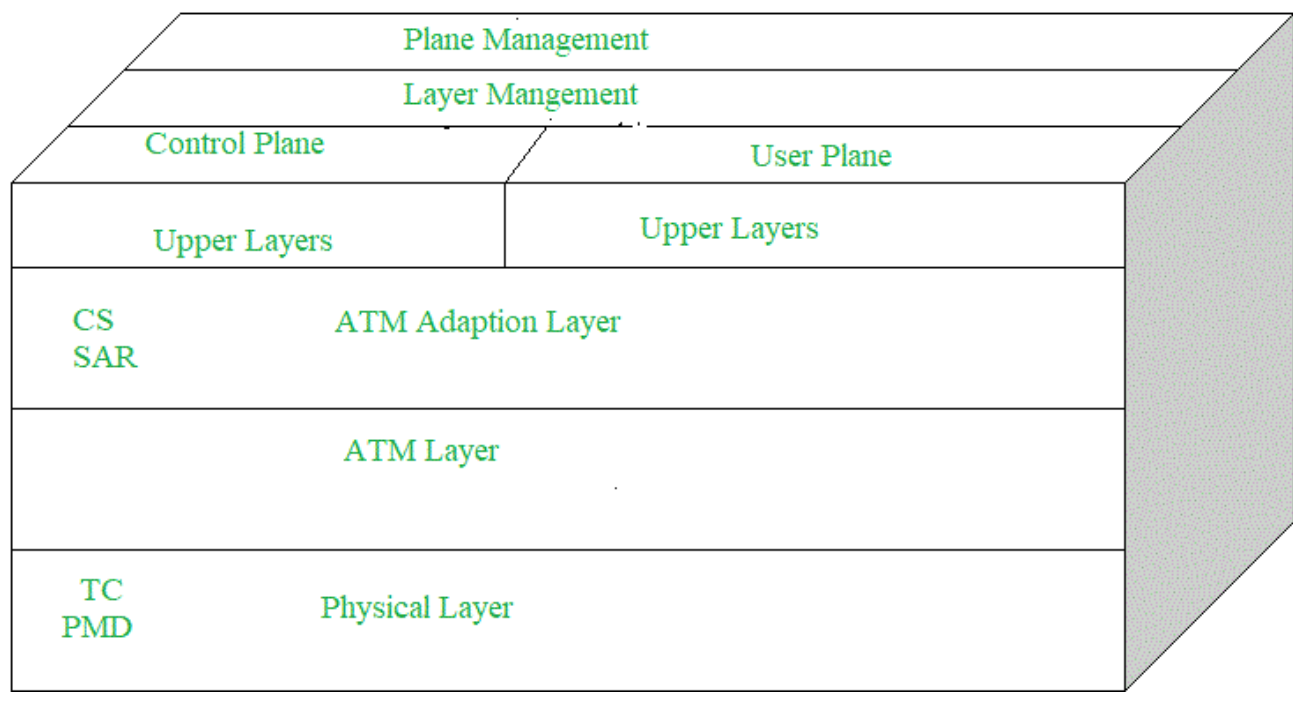 Plane Management
Layer Mangement
Control Plane
User Plane
Upper Layers
Upper Layers
CS
SAR
ATM Adaption Layer
ATM Layer
TC
PMD
Physical Layer